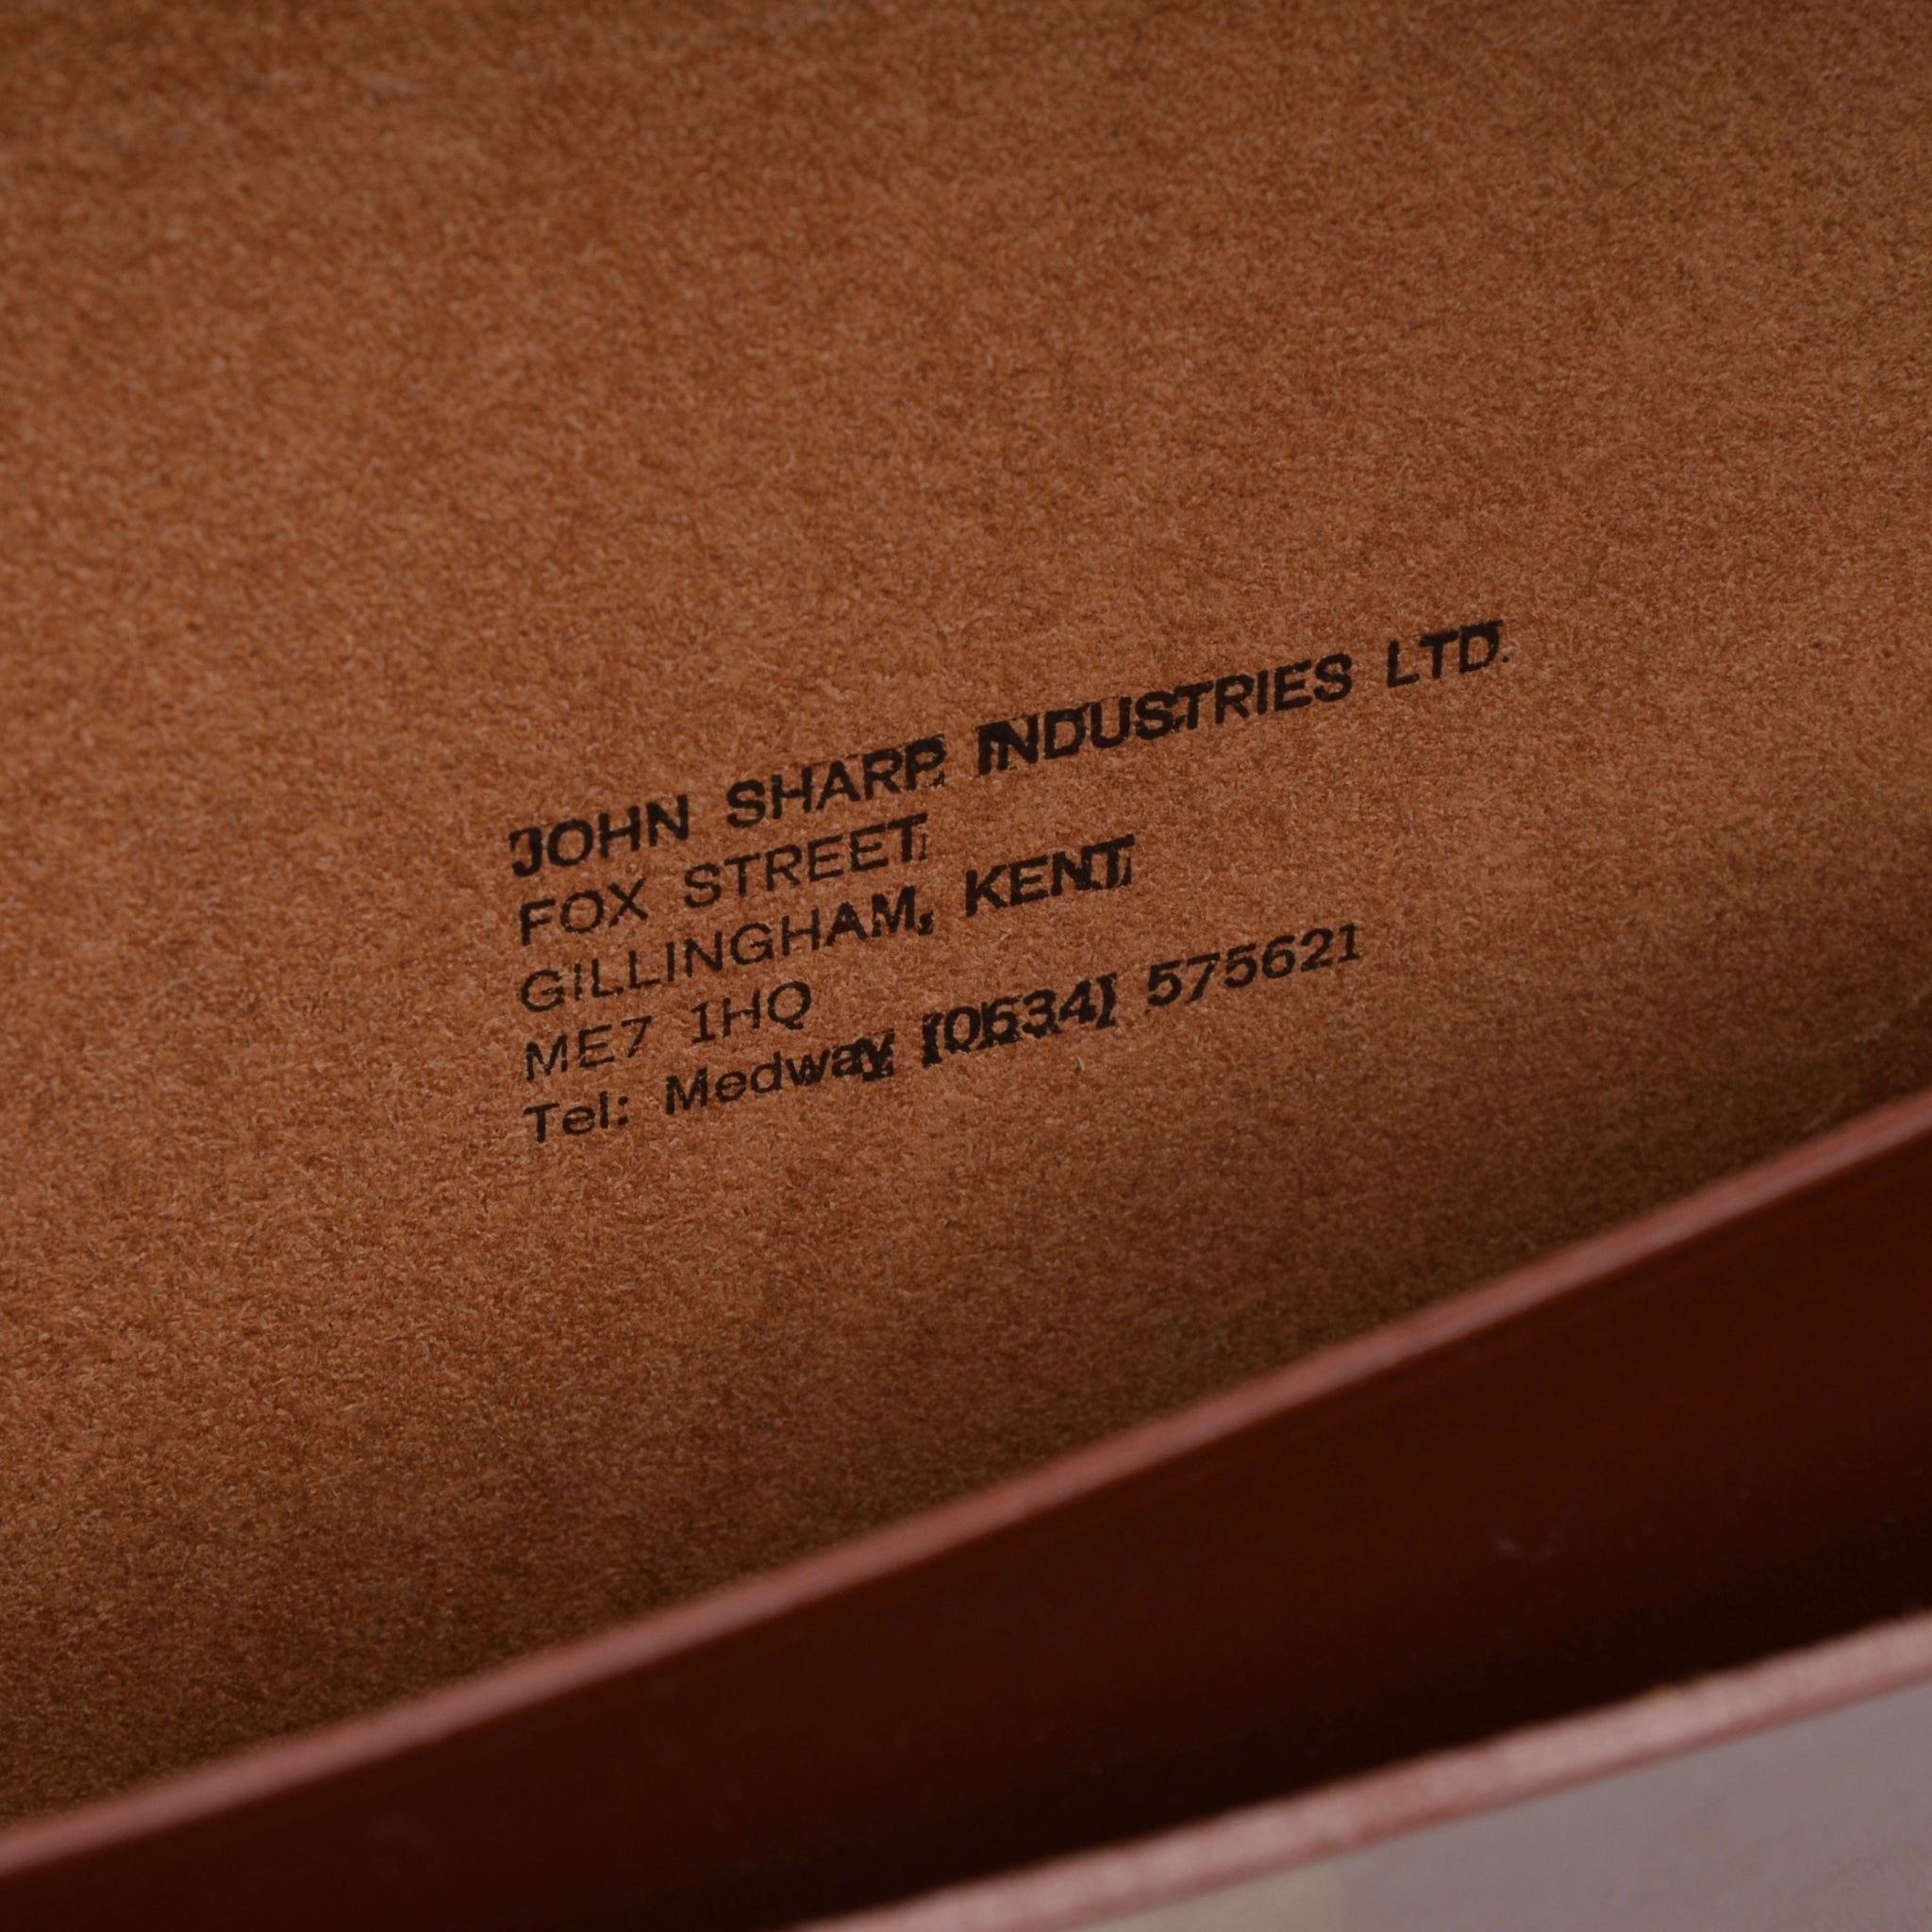 JOHN SHARP INDUSTRIES LTD.
FOX STREET
GILLINGHAM, KENT
ME7 1HQ
Tel: Medway (0634) 575621